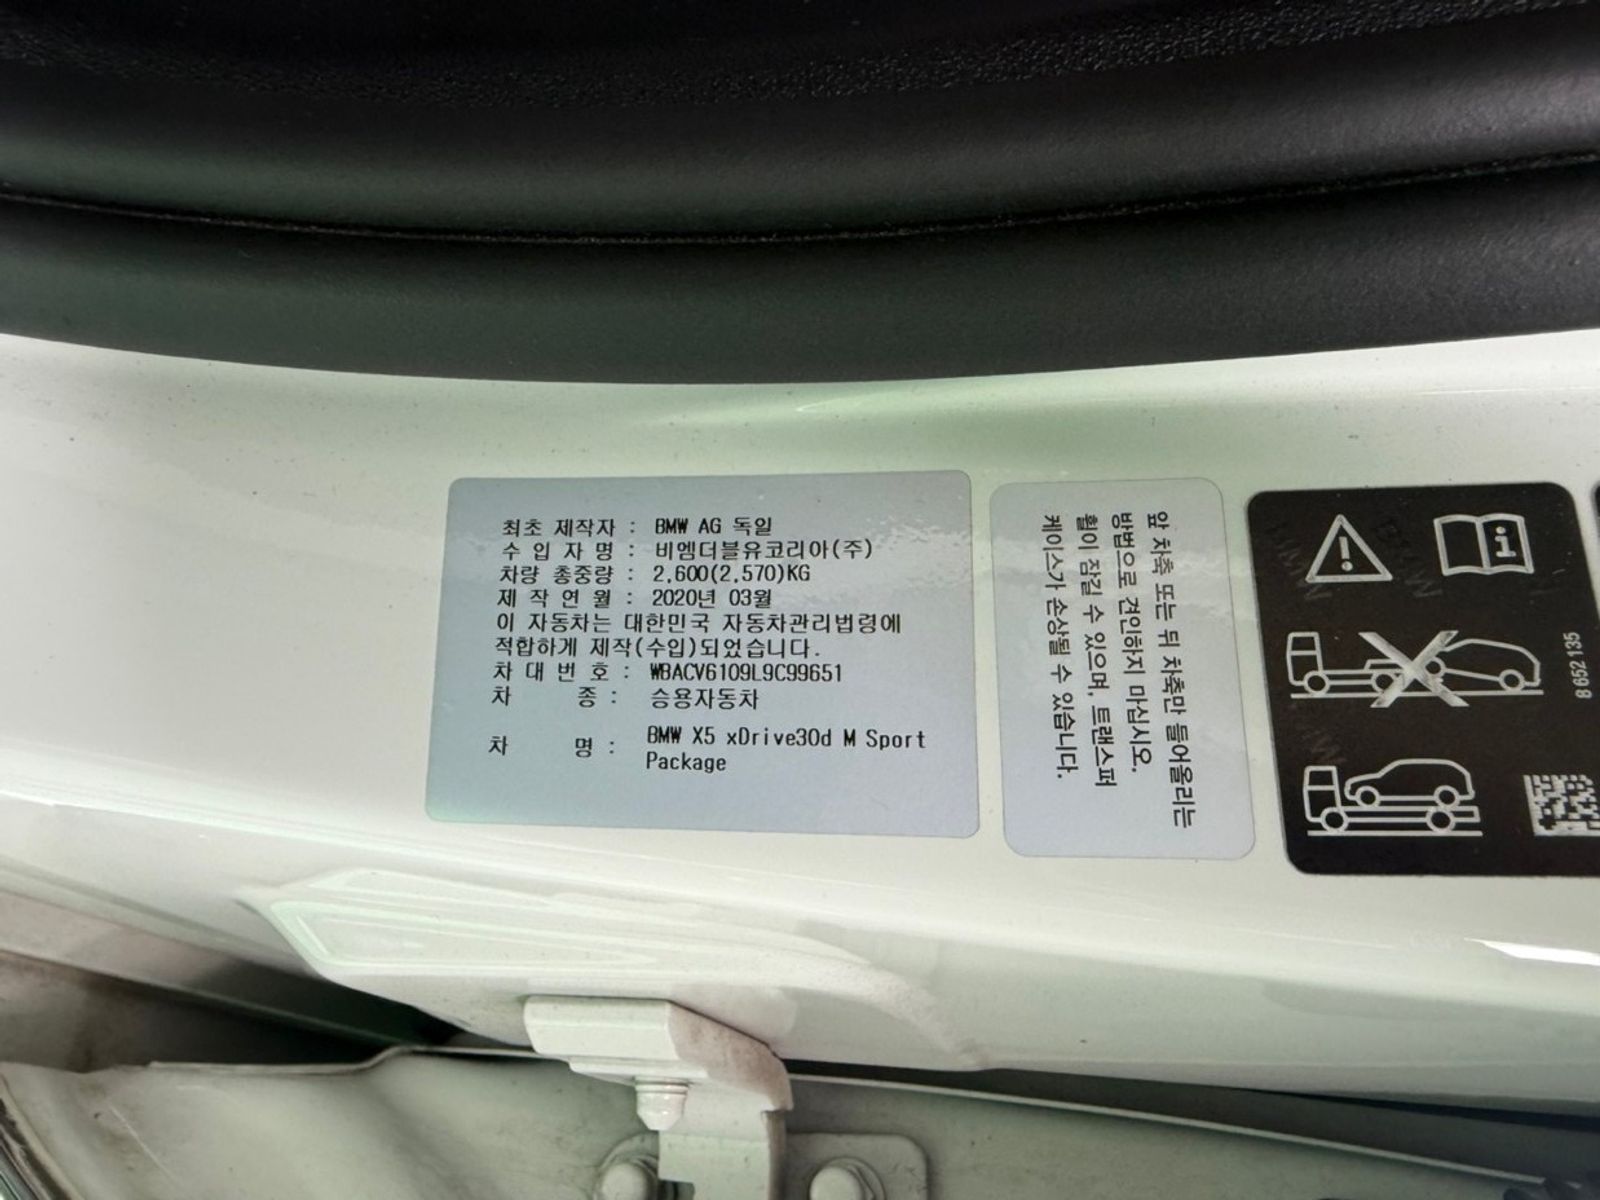 최초 제작자 : BMW AG 독일
수 입 자 명 : 비엠더블유코리아(주)
차량 총중량 : 2,600(2,570)KG
제 작 연 월 : 2020년 03월
이 자동차는 대한민국 자동차관리법령에
적합하게 제작(수입)되었습니다.
차 대 번 호 : WBACV6109L9C99651
차 종 : 승용자동차
차 명 : BMW X5 xDrive30d M Sport
Package
앞 차축 또는 뒤 차축만 들어올리는
방법으로 견인하지 마십시오.
휠이 잠길 수 있으며, 트랜스퍼
케이스가 손상될 수 있습니다.
8 652 135